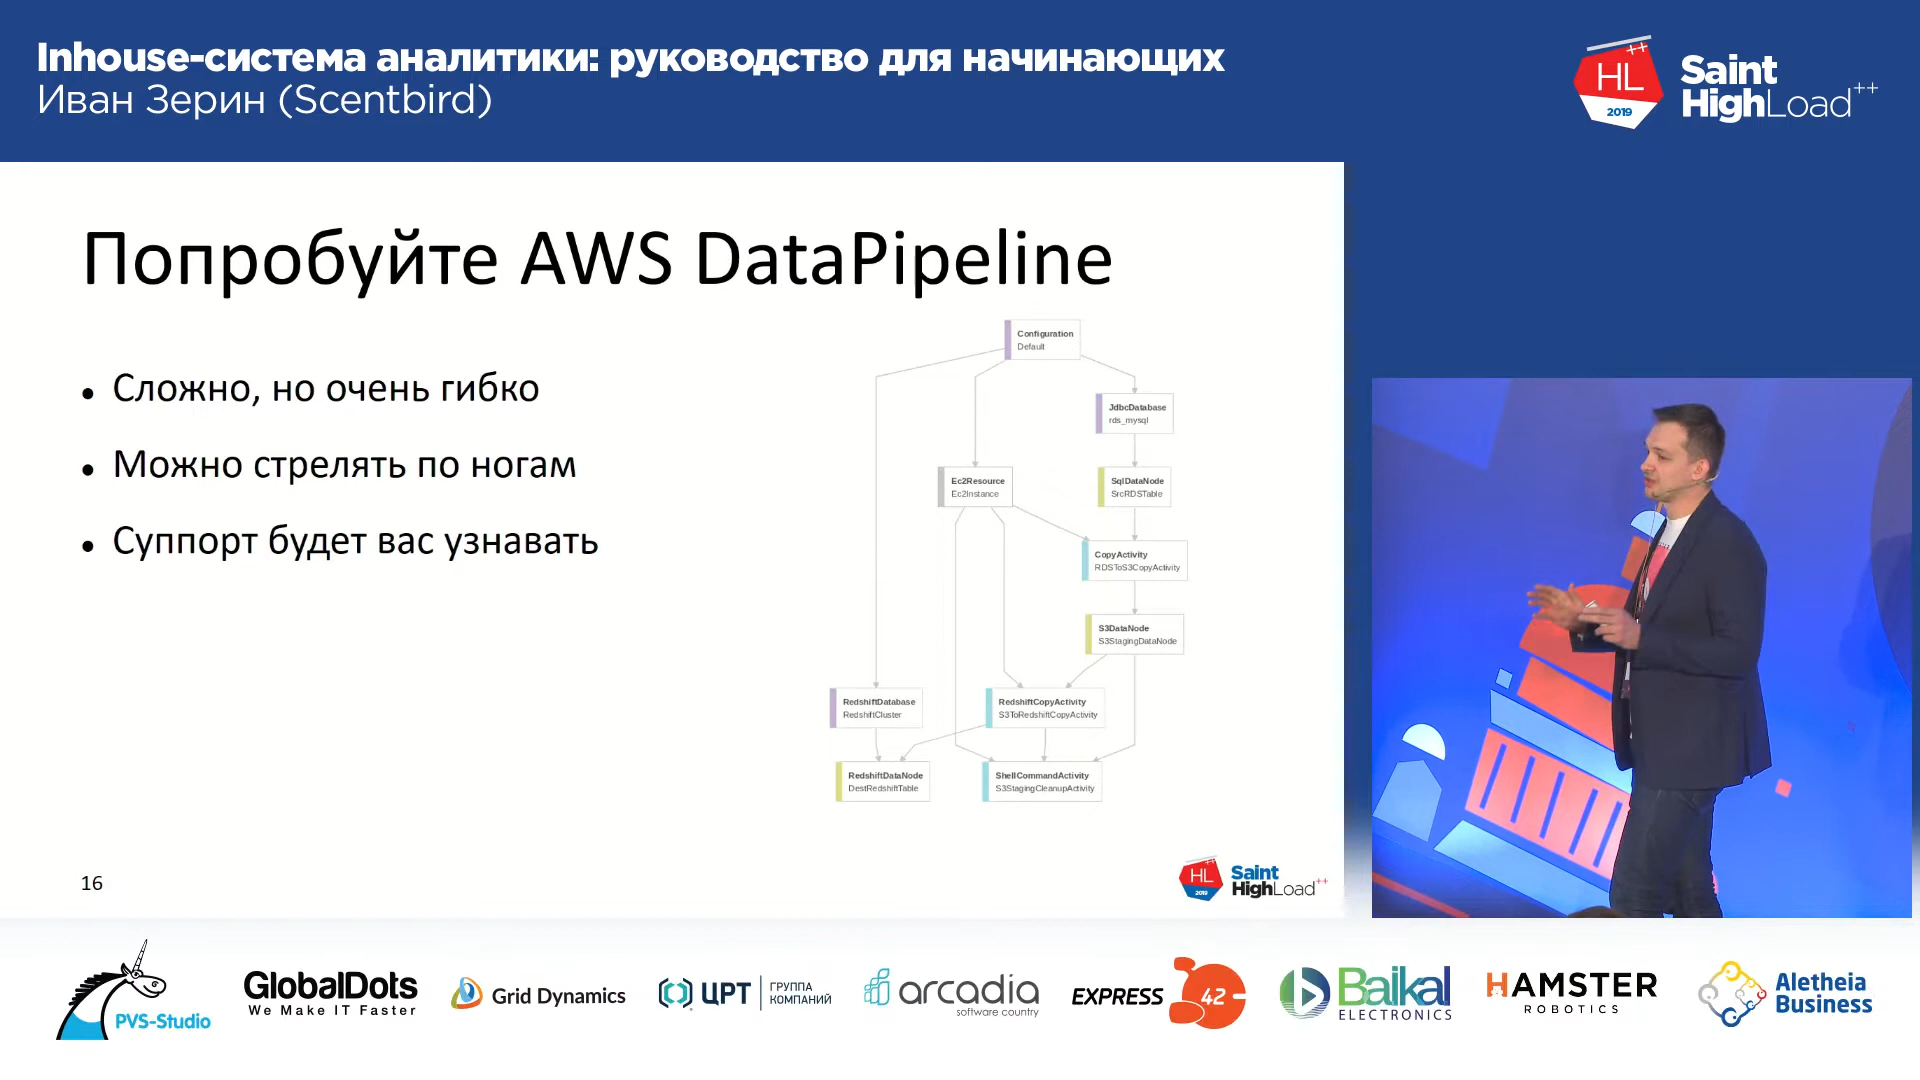 Inhouse-система аналитики: руководство для начинающих
Иван Зерин (Scentbird)
HL ++
2019
Saint
HighLoad++
Попробуйте AWS DataPipeline
• Сложно, но очень гибко
• Можно стрелять по ногам
• Суппорт будет вас узнавать
Configuration
Default
JdbcDatabase
rds_mysql
Ec2Resource
Ec2Instance
SqlDataNode
SrcRDSTable
CopyActivity
RDSToS3CopyActivity
S3DataNode
S3StagingDataNode
RedshiftDatabase
RedshiftCluster
RedshiftCopyActivity
S3ToRedshiftCopyActivity
RedshiftDataNode
DestRedshiftTable
ShellCommandActivity
S3StagingCleanupActivity
16
HL ++
2019
Saint
HighLoad++
PVS-Studio
GlobalDots
We Make IT Faster
Grid Dynamics
ЦРТ
ГРУППА
КОМПАНИЙ
arcadia
software country
EXPRESS 42
Baikal
ELECTRONICS
HAMSTER
ROBOTICS
Aletheia
Business